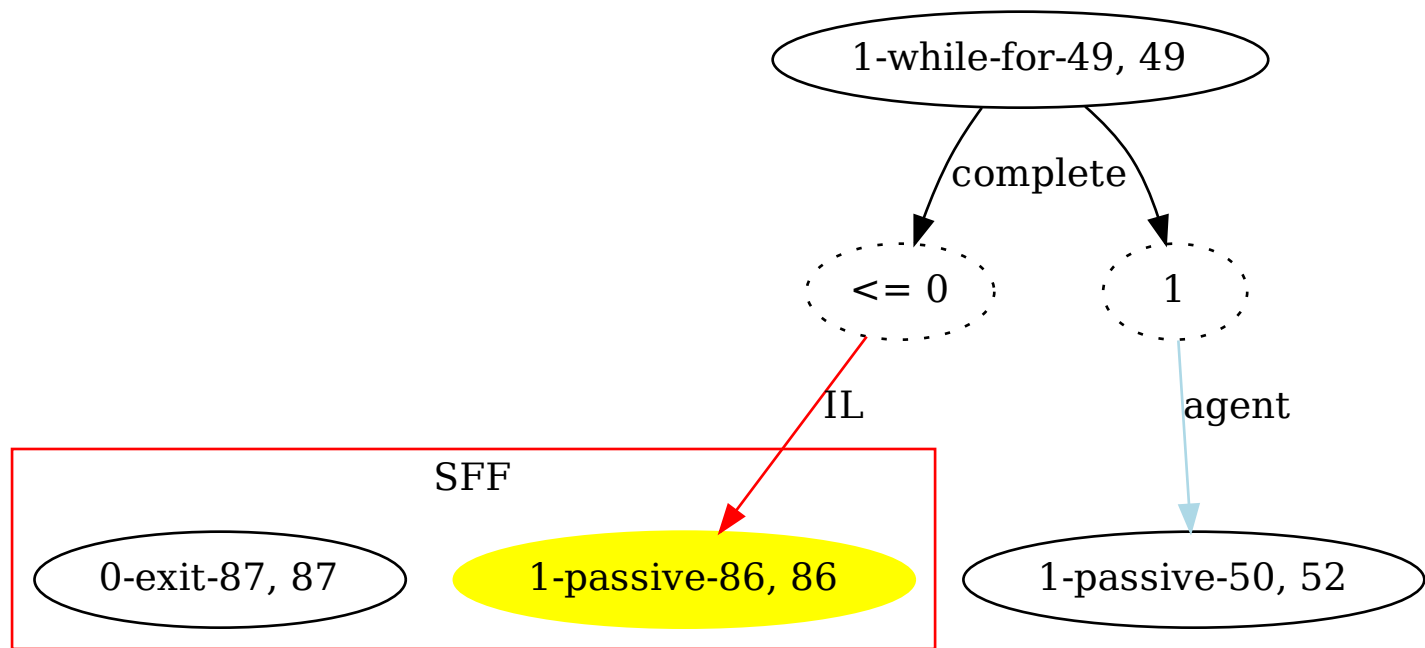 1-while-for-49, 49
complete
<= 0
1
IL
agent
SFF
0-exit-87, 87
1-passive-86, 86
1-passive-50, 52